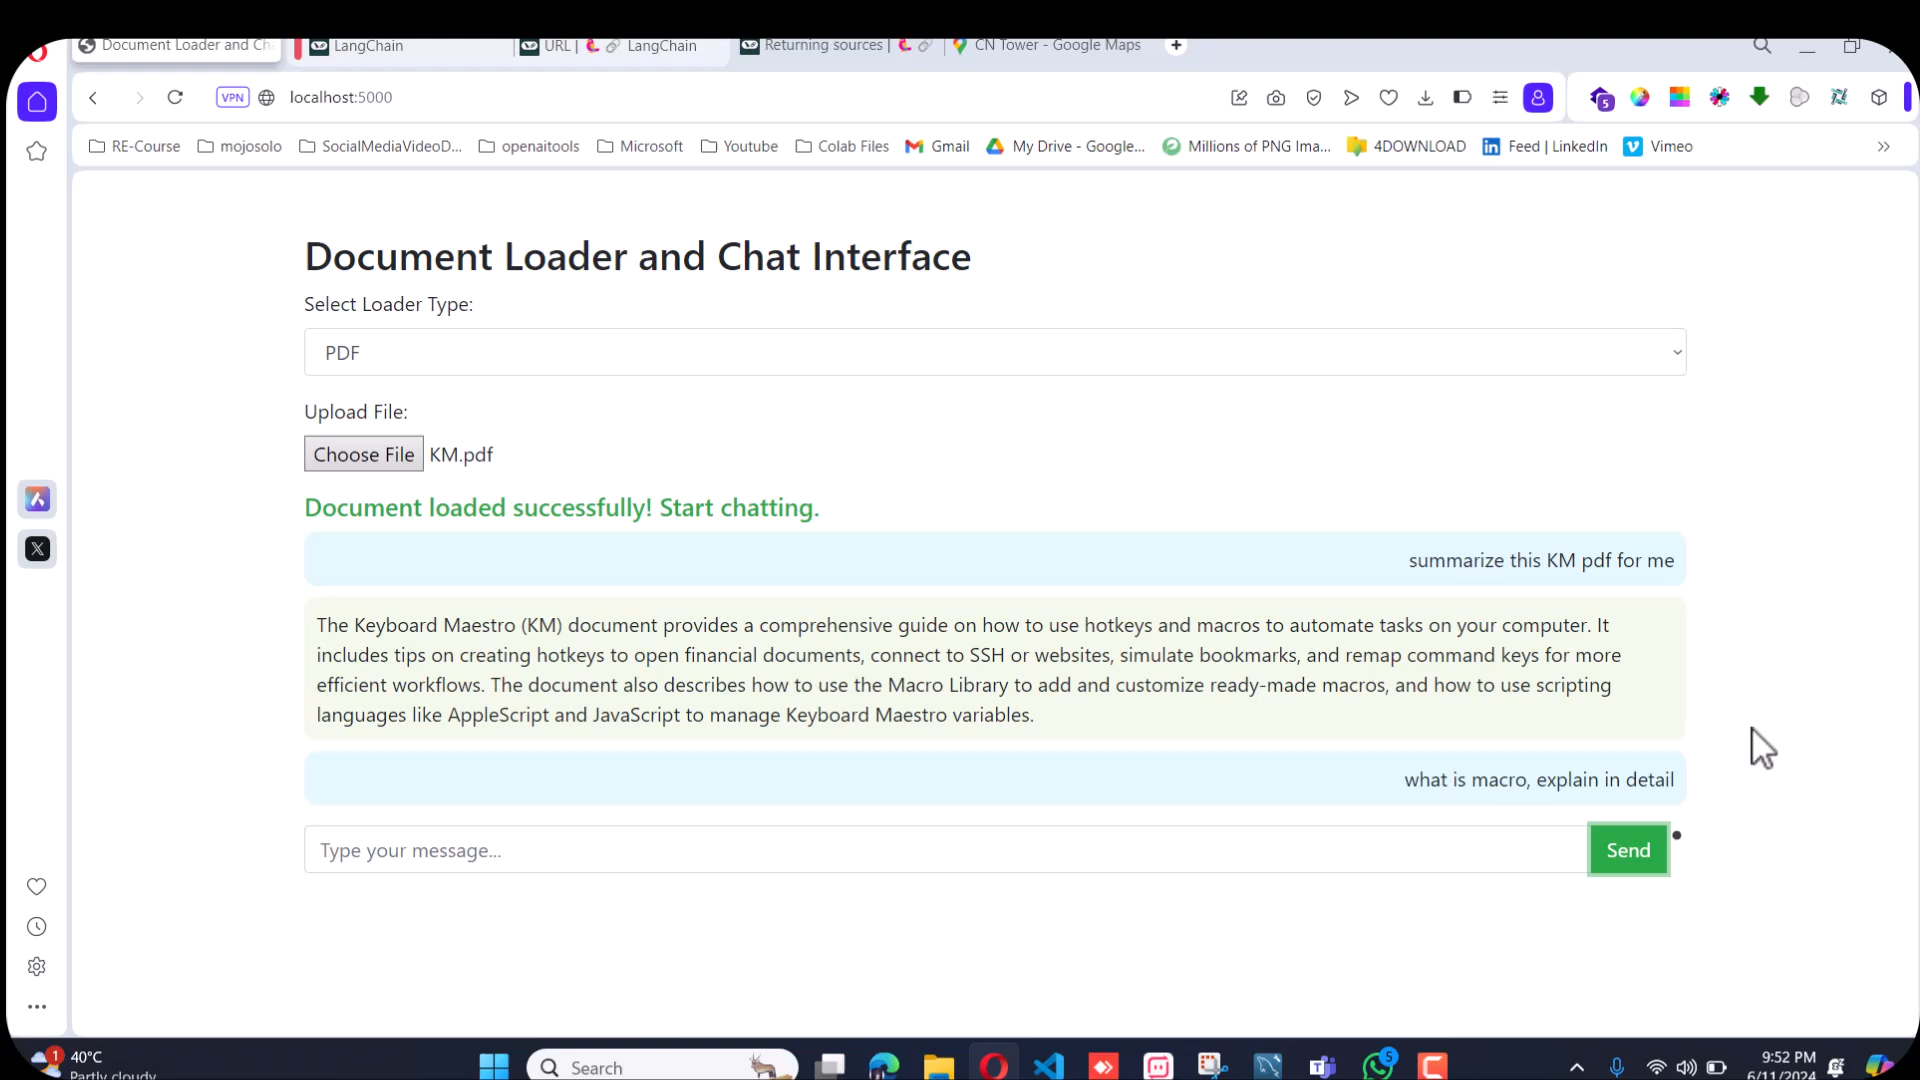 Document Loader and Ch
LangChain
URL | LangChain
Returning sources |
CN Tower - Google Maps
VPN
localhost:5000
5
RE-Course
mojosolo
SocialMediaVideoD...
openaitools
Microsoft
Youtube
Colab Files
Gmail
My Drive - Google...
Millions of PNG Ima...
4DOWNLOAD
Feed | LinkedIn
Vimeo
Document Loader and Chat Interface
Select Loader Type:
PDF
Upload File:
Choose File KM.pdf
Document loaded successfully! Start chatting.
summarize this KM pdf for me
The Keyboard Maestro (KM) document provides a comprehensive guide on how to use hotkeys and macros to automate tasks on your computer. It
includes tips on creating hotkeys to open financial documents, connect to SSH or websites, simulate bookmarks, and remap command keys for more
efficient workflows. The document also describes how to use the Macro Library to add and customize ready-made macros, and how to use scripting
languages like AppleScript and JavaScript to manage Keyboard Maestro variables.
what is macro, explain in detail
Type your message...
Send
1
40°C
Partly cloudy
Search
5
9:52 PM
6/11/2024